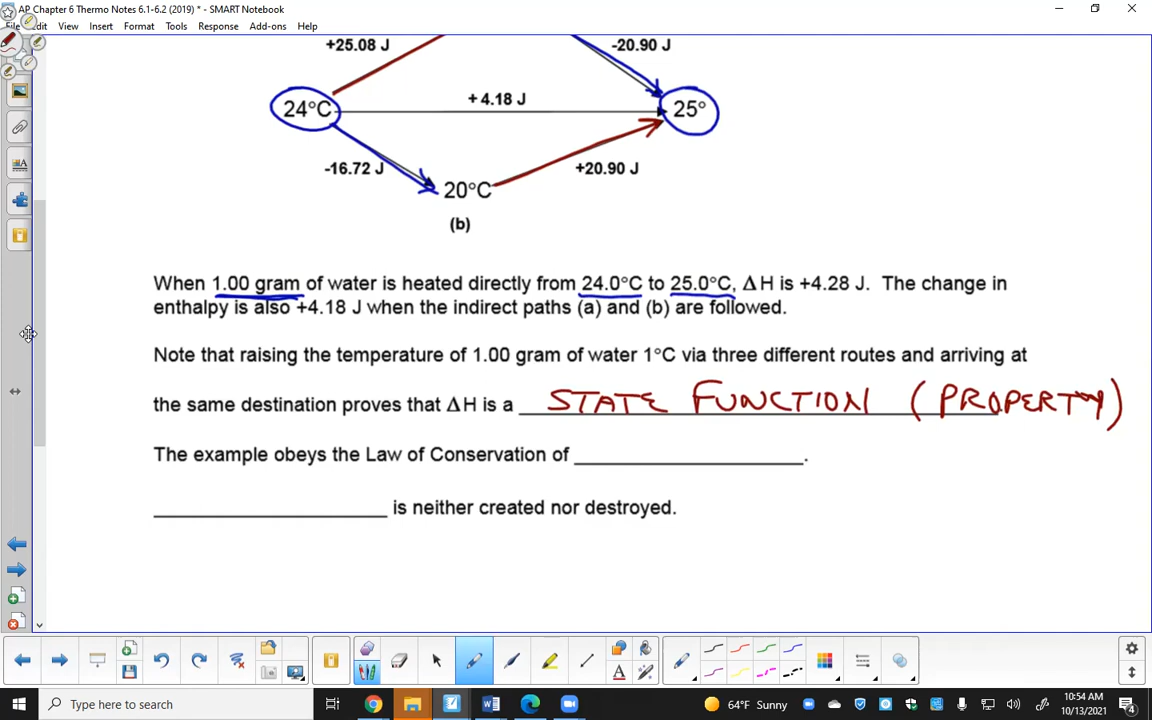 AP Chapter 6 Thermo Notes 6.1-6.2 (2019) * - SMART Notebook
View Insert Format Tools Add-ons Help
+25.08 J -20.90 J
24°C + 4.18 J 25°
-16.72 J +20.90 J
20°C
(b)
When 1.00 gram of water is heated directly from 24.0°C to 25.0°C, ΔH is +4.28 J. The change in
enthalpy is also +4.18 J when the indirect paths (a) and (b) are followed.
Note that raising the temperature of 1.00 gram of water 1°C via three different routes and arriving at
the same destination proves that ΔH is a STATE FUNCTION (PROPERTY)
The example obeys the Law of Conservation of ____________________.
____________________ is neither created nor destroyed.
Type here to search
64°F Sunny
10:54 AM
10/13/2021
4